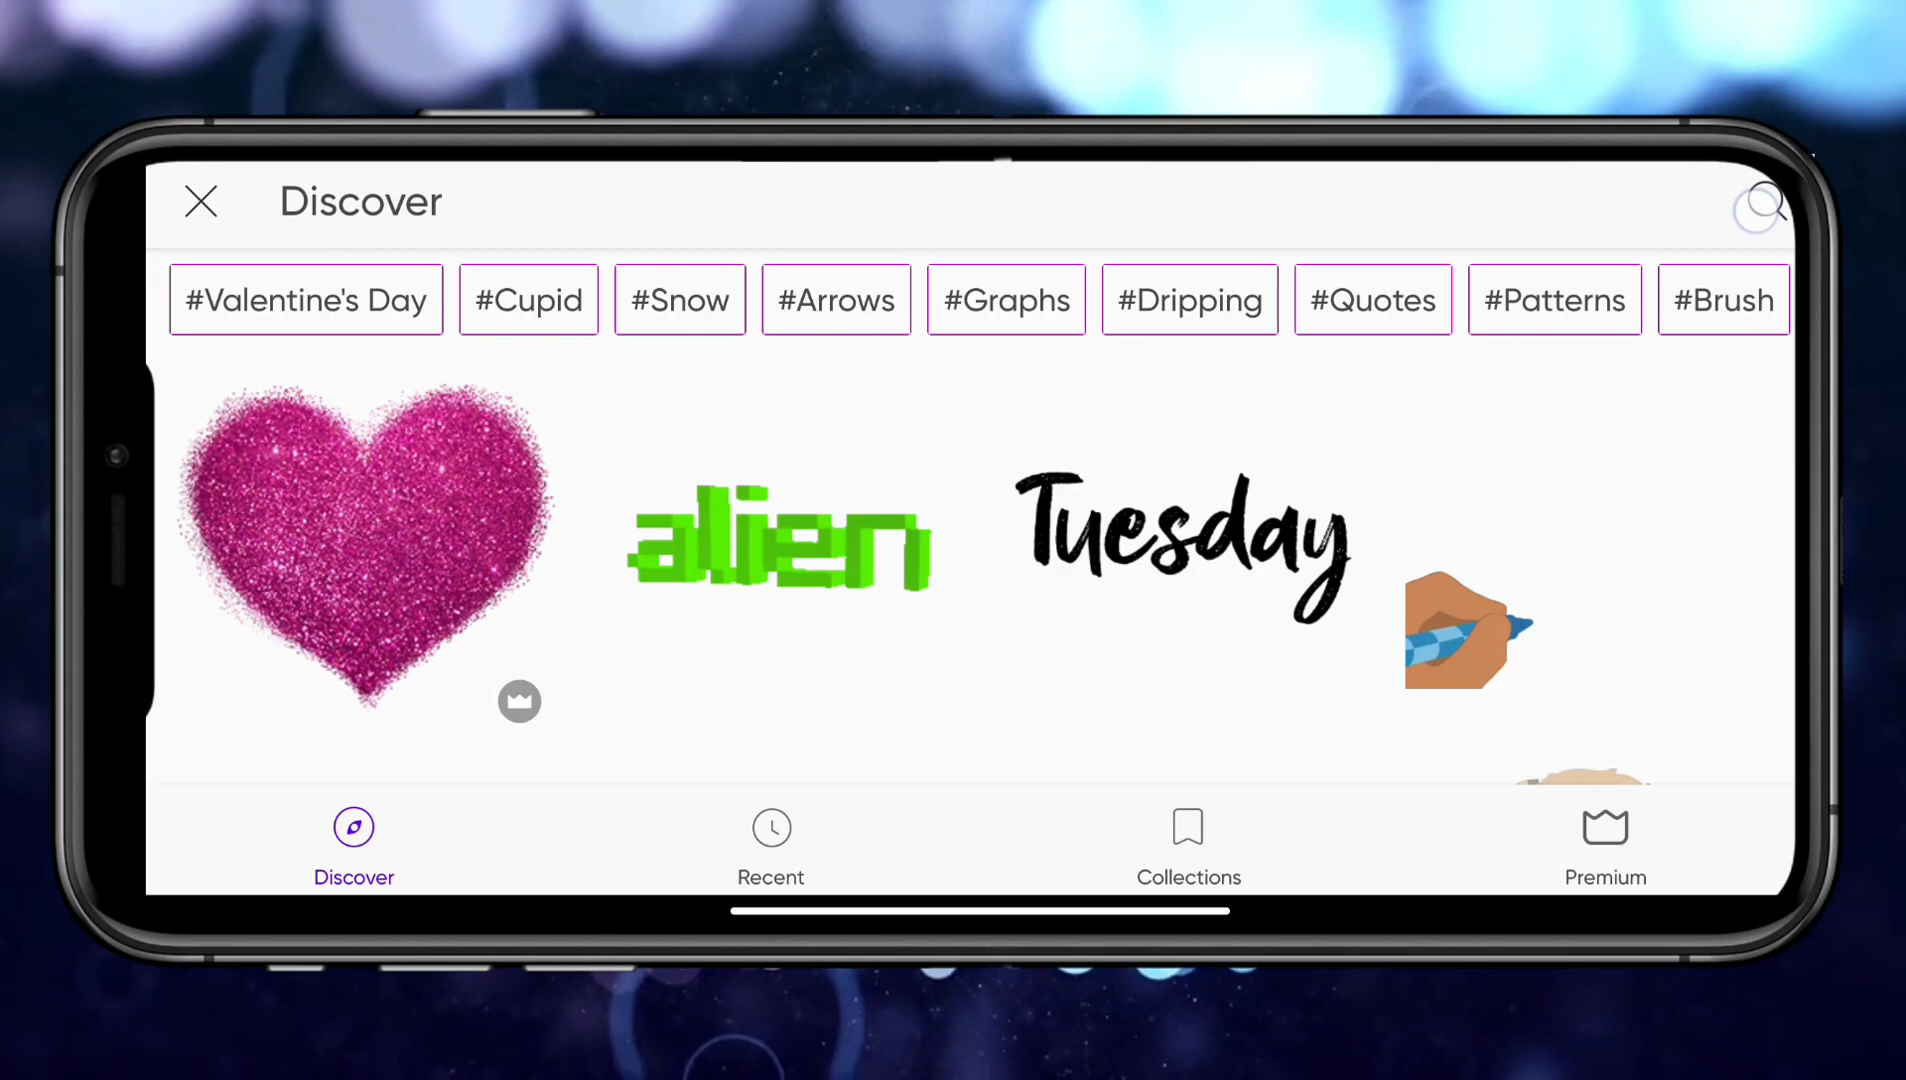 Discover
#Valentine's Day #Cupid #Snow #Arrows #Graphs #Dripping #Quotes #Patterns #Brush
alien
Tuesday
Discover Recent Collections Premium